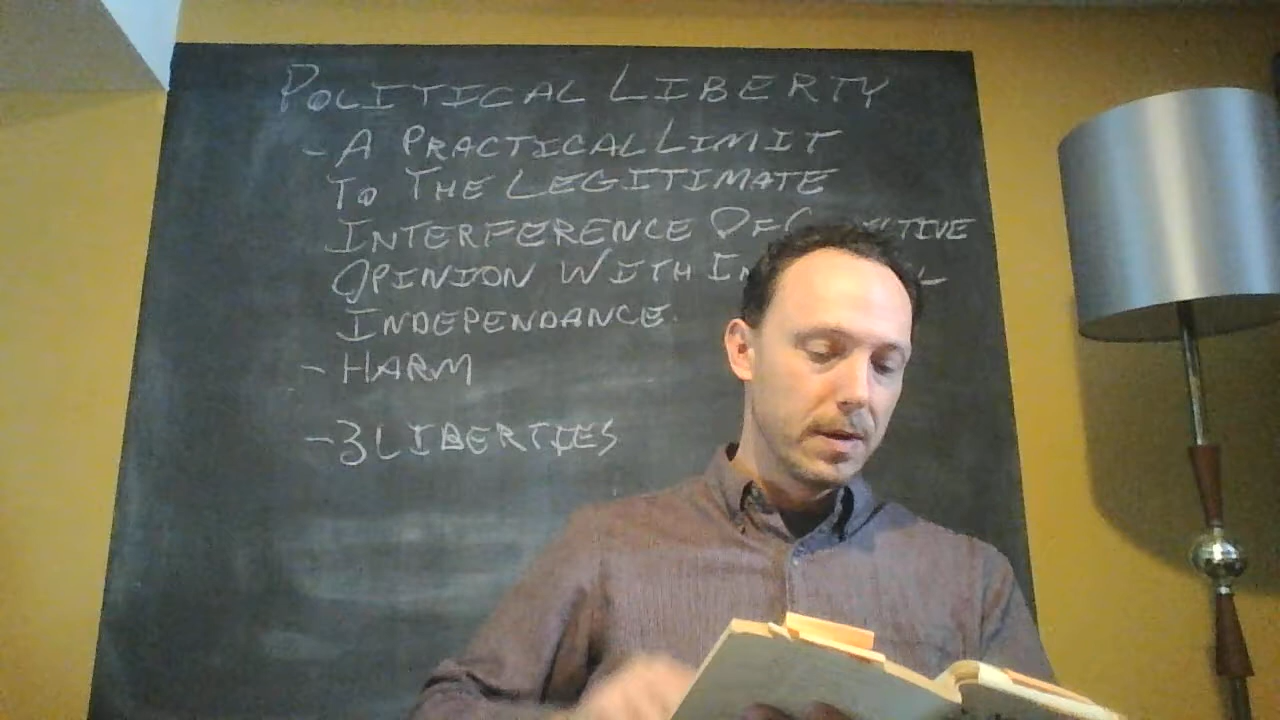 POLITICAL LIBERTY
- A PRACTICAL LIMIT
TO THE LEGITIMATE
INTERFERENCE OF
OPINION WITH
INDEPENDANCE.
- HARM
- 3 LIBERTIES